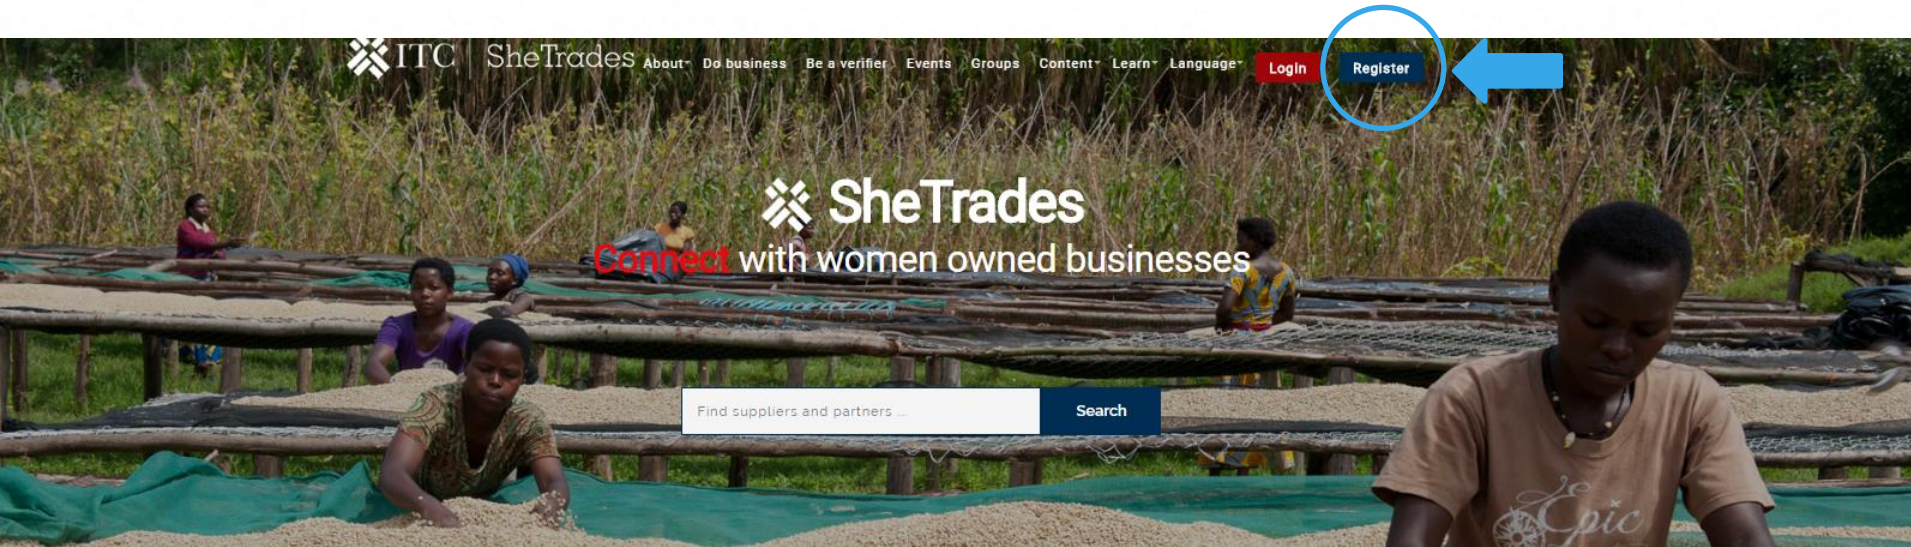 ITC | SheTrades About Do business Be a verifier Events Groups Content Learn Language Login Register
SheTrades
Connect with women owned businesses
Find suppliers and partners ... Search
Epic